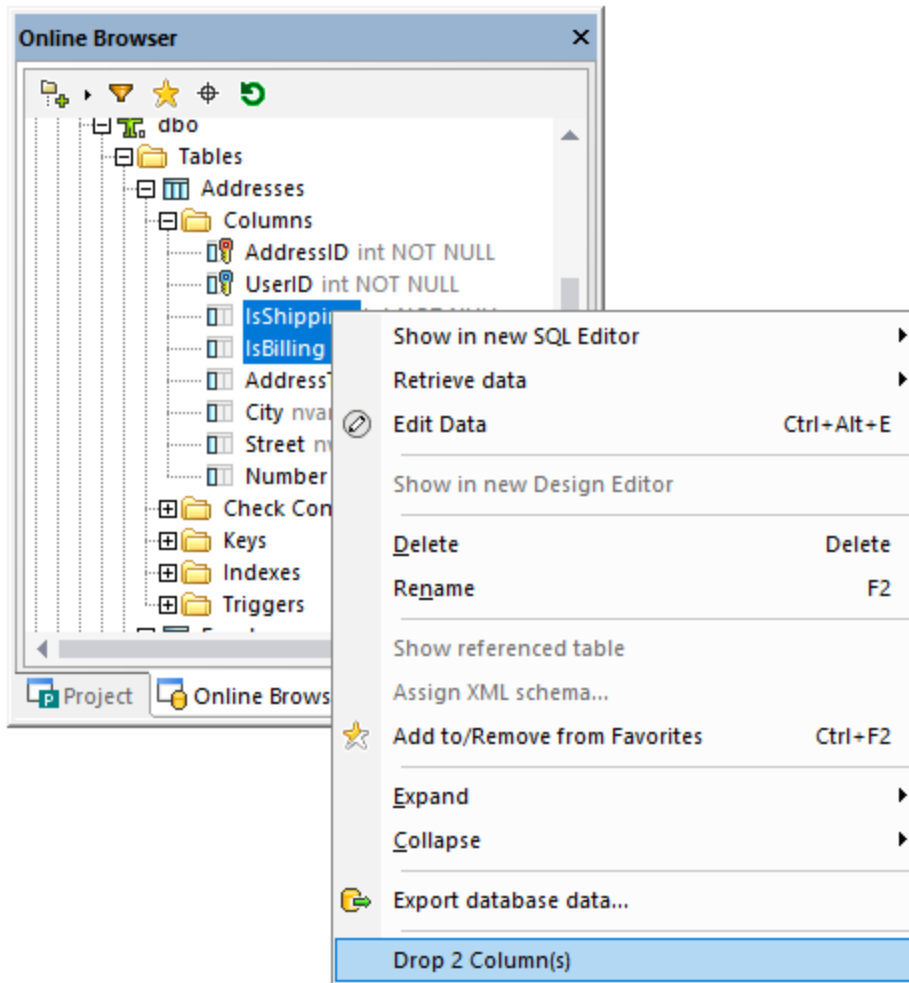 Online Browser
dbo
Tables
Addresses
Columns
AddressID int NOT NULL
UserID int NOT NULL
IsShippin
IsBilling
Address
City nvar
Street nv
Number
Check Con
Keys
Indexes
Triggers
Project
Online Brows
Show in new SQL Editor
Retrieve data
Edit Data Ctrl+Alt+E
Show in new Design Editor
Delete Delete
Rename F2
Show referenced table
Assign XML schema...
Add to/Remove from Favorites Ctrl+F2
Expand
Collapse
Export database data...
Drop 2 Column(s)